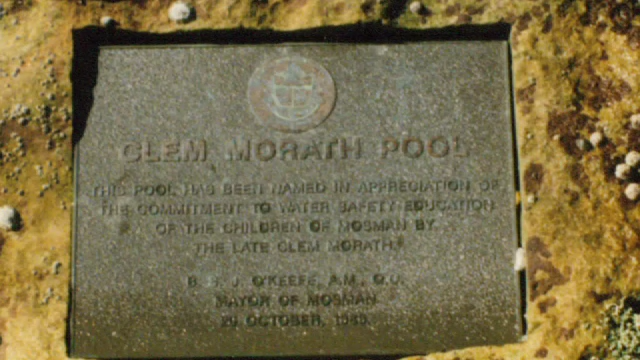 CLEM MORATH POOL
THIS POOL HAS BEEN NAMED IN APPRECIATION OF
THE COMMITMENT TO WATER SAFETY EDUCATION
OF THE CHILDREN OF MOSMAN BY
THE LATE CLEM MORATH.
J. O'KEEFE, A.M.,
MAYOR OF MOSMAN
OCTOBER,